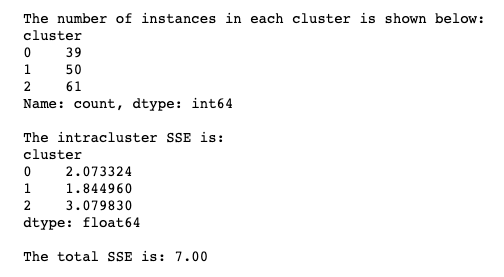 The number of instances in each cluster is shown below:
cluster
0    39
1    50
2    61
Name: count, dtype: int64

The intracluster SSE is:
cluster
0    2.073324
1    1.844960
2    3.079830
dtype: float64

The total SSE is: 7.00